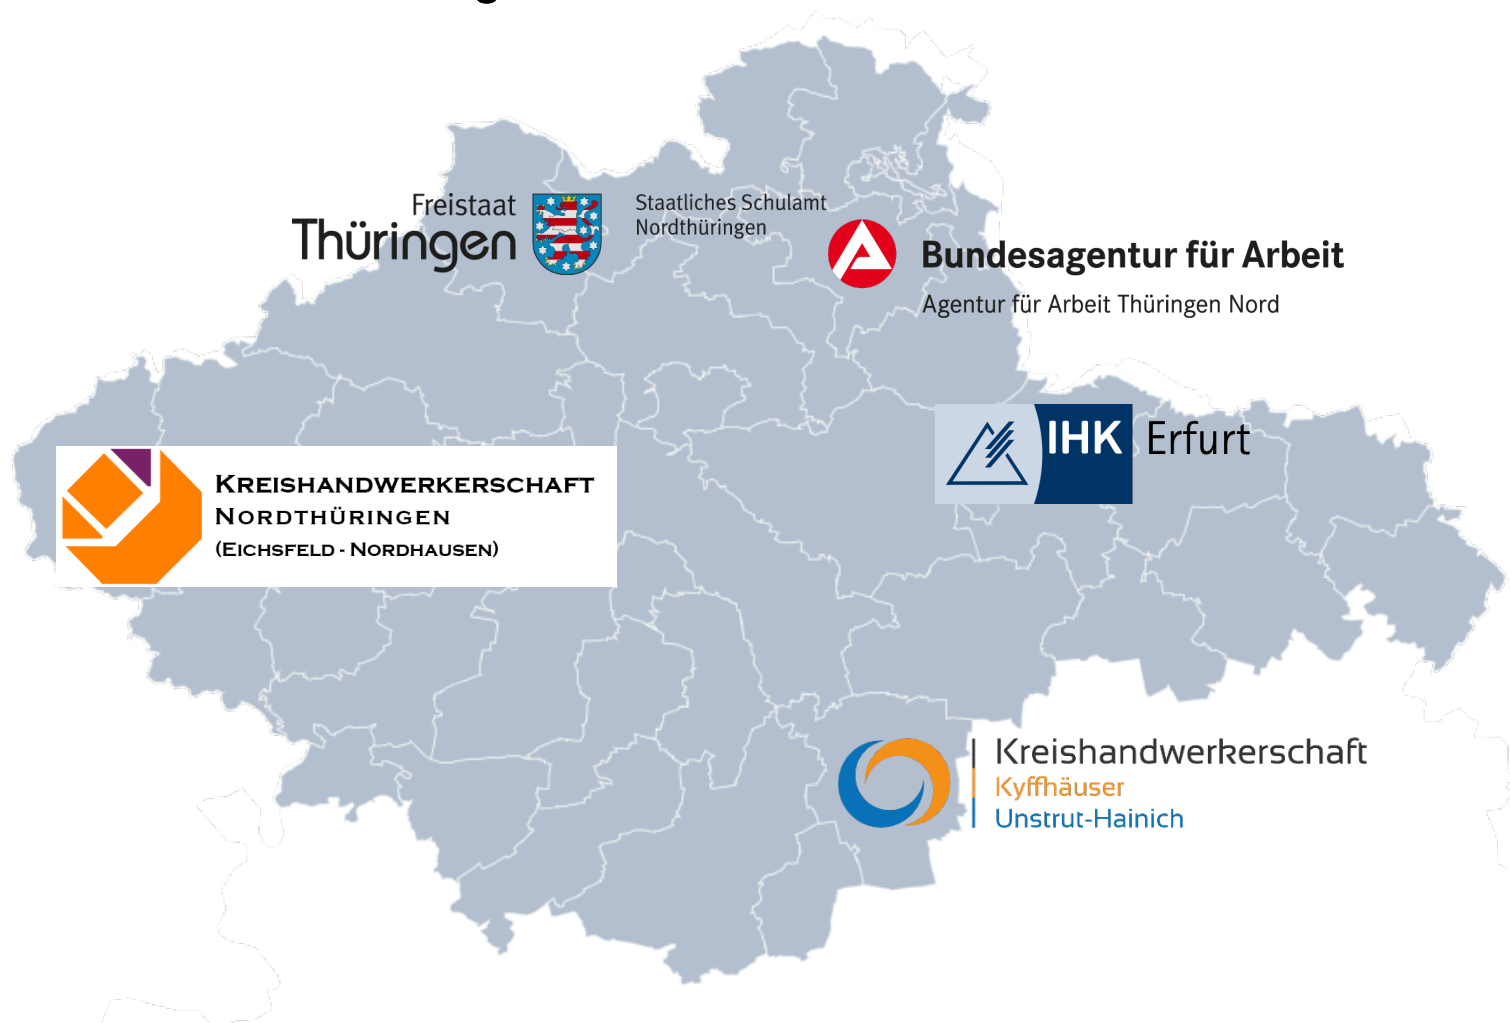 Freistaat
Thüringen
Staatliches Schulamt
Nordthüringen
Bundesagentur für Arbeit
Agentur für Arbeit Thüringen Nord
IHK Erfurt
KREISHANDWERKERSCHAFT
NORDTHÜRINGEN
(EICHSFELD - NORDHAUSEN)
Kreishandwerkerschaft
Kyffhäuser
Unstrut-Hainich